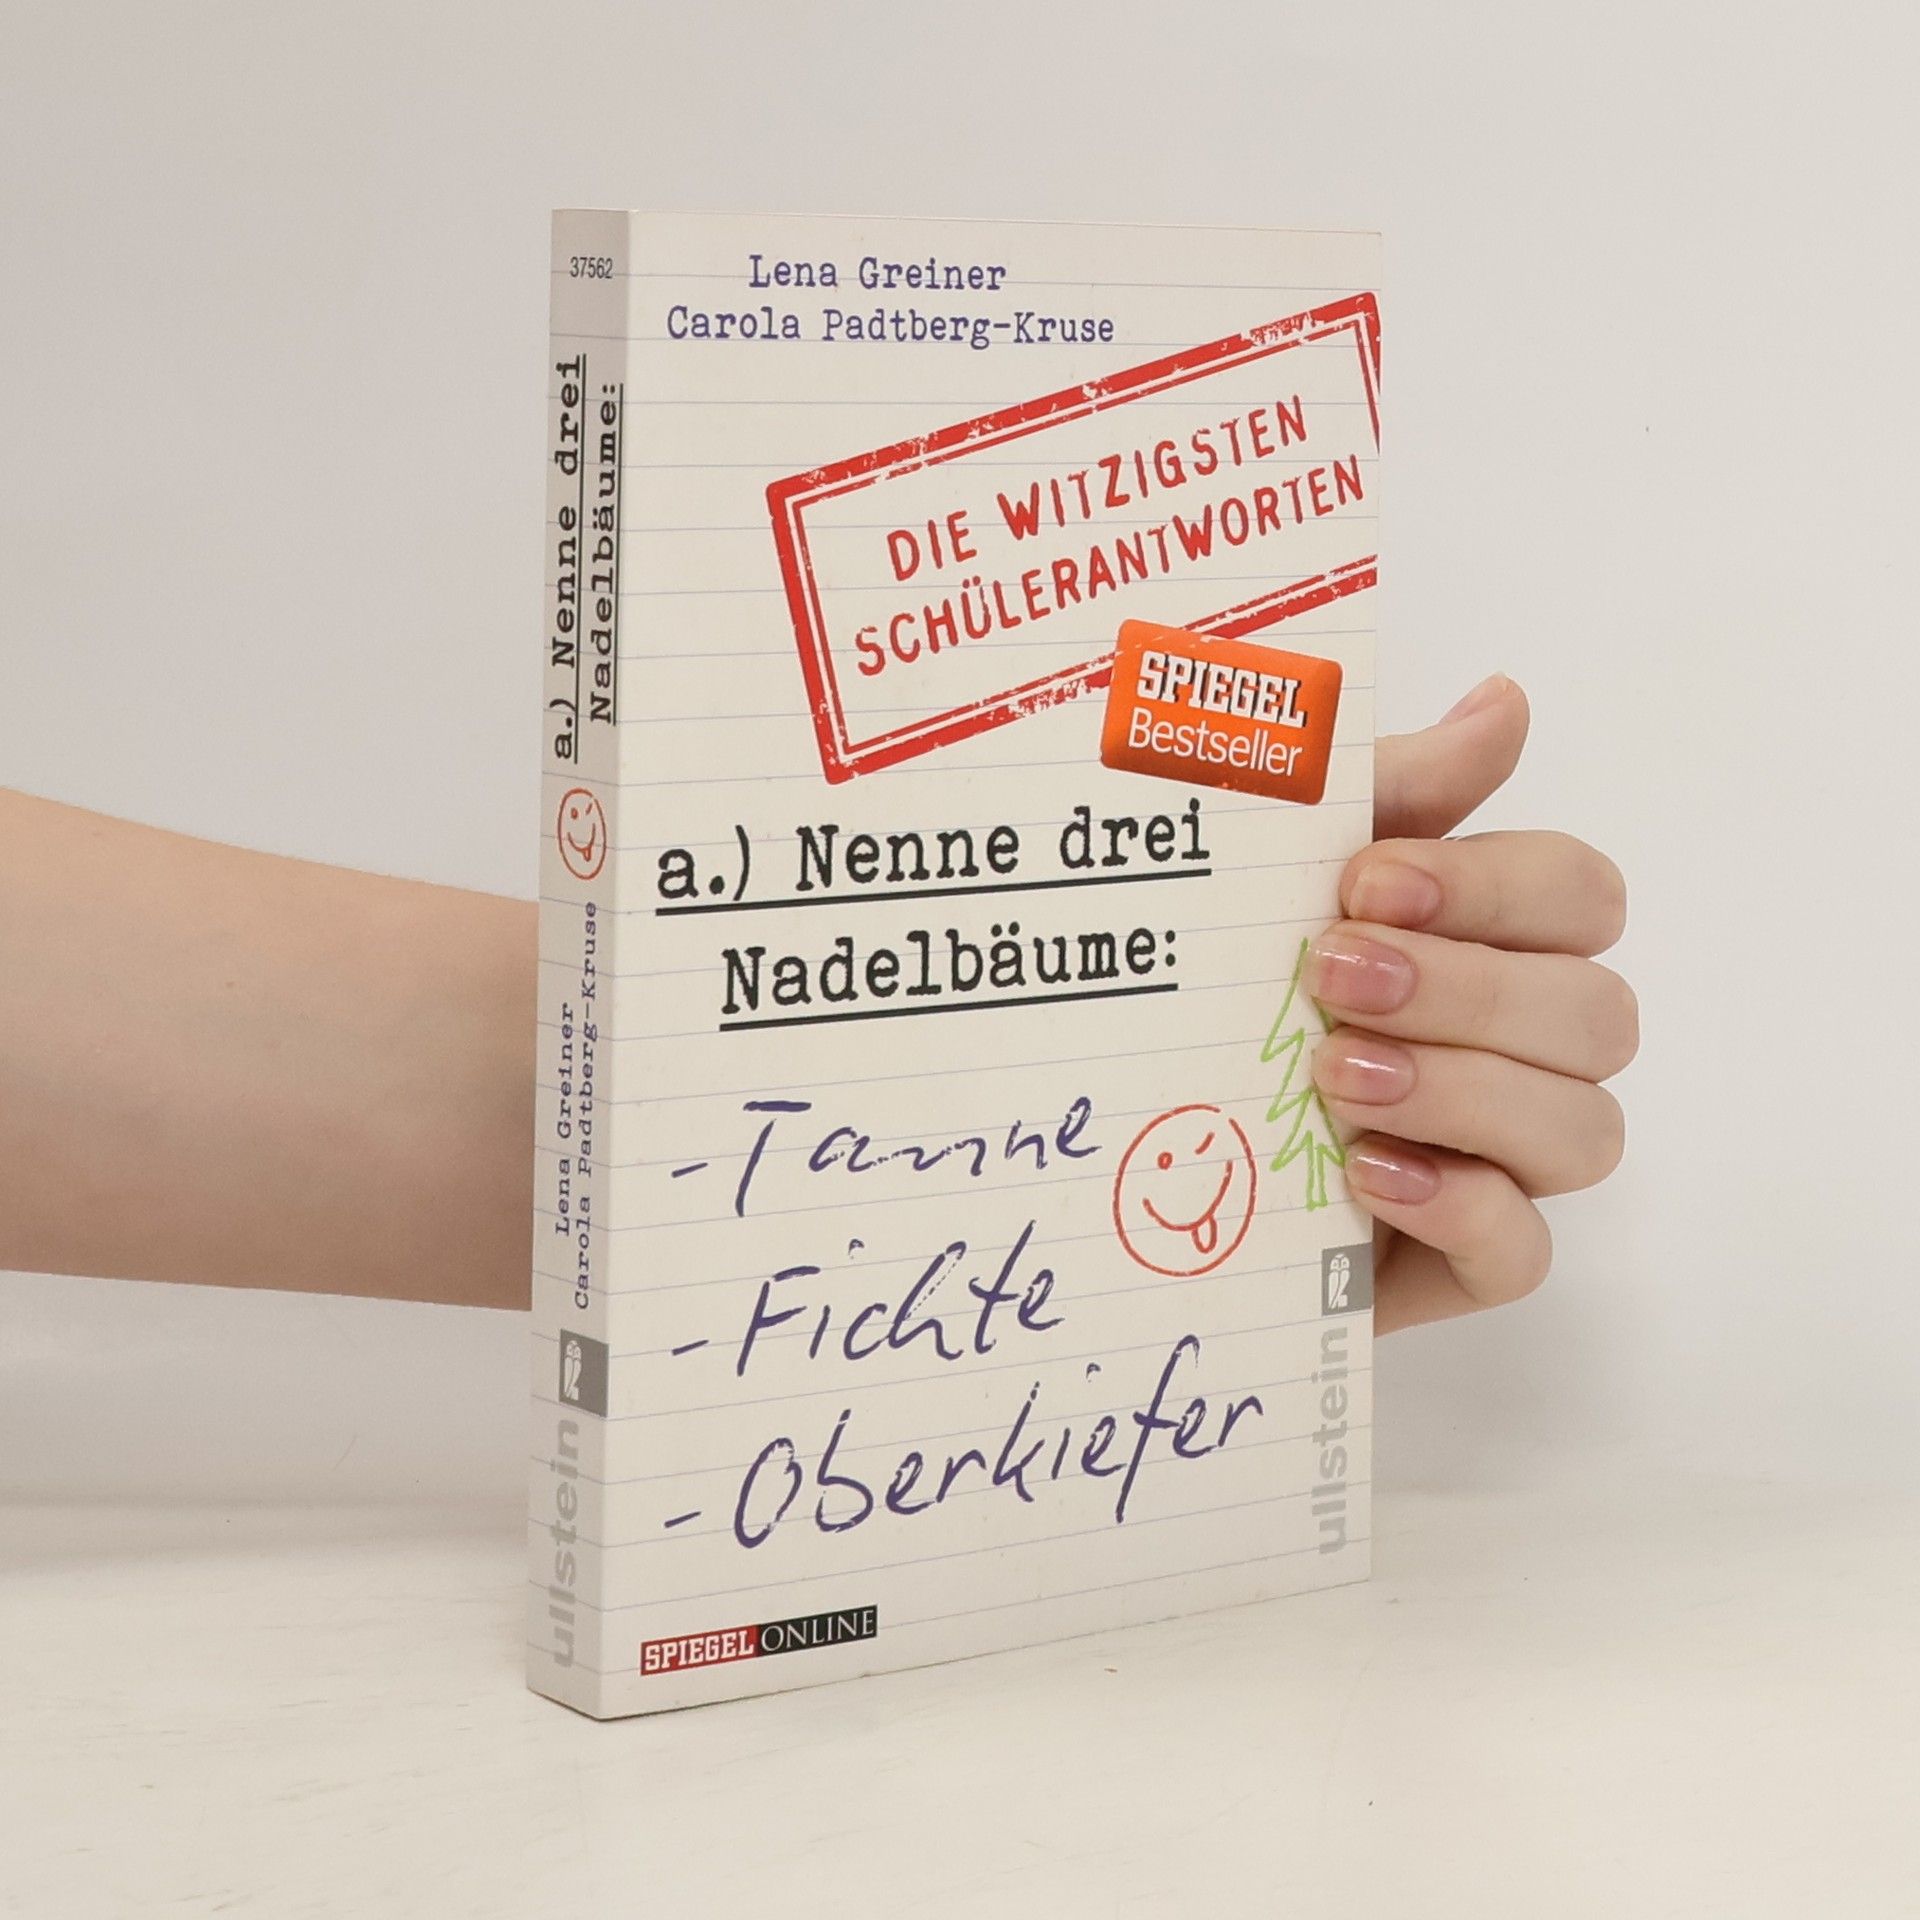 37562
a.) Nenne drei
Nadelbäume:
Lena Greiner
Carola Padtberg-Kruse
ullstein
Lena Greiner
Carola Padtberg-Kruse
DIE WITZIGSTEN
SCHÜLERANTWORTEN
SPIEGEL
Bestseller
a.) Nenne drei
Nadelbäume:
- Tanne
- Fichte
- Oberkiefer
ullstein
SPIEGEL ONLINE